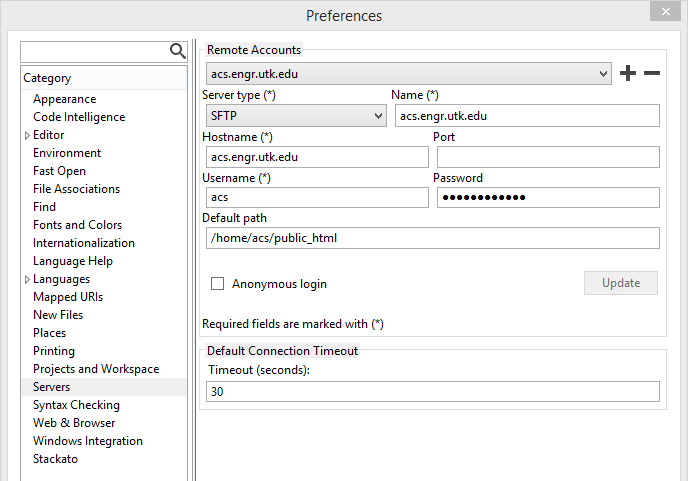 Preferences
Category
Appearance
Code Intelligence
Editor
Environment
Fast Open
File Associations
Find
Fonts and Colors
Internationalization
Language Help
Languages
Mapped URIs
New Files
Places
Printing
Projects and Workspace
Servers
Syntax Checking
Web & Browser
Windows Integration
Stackato
Remote Accounts
acs.engr.utk.edu
Server type (*) Name (*)
SFTP acs.engr.utk.edu
Hostname (*) Port
acs.engr.utk.edu
Username (*) Password
acs ●●●●●●●●●●●●
Default path
/home/acs/public_html
Anonymous login Update
Required fields are marked with (*)
Default Connection Timeout
Timeout (seconds):
30